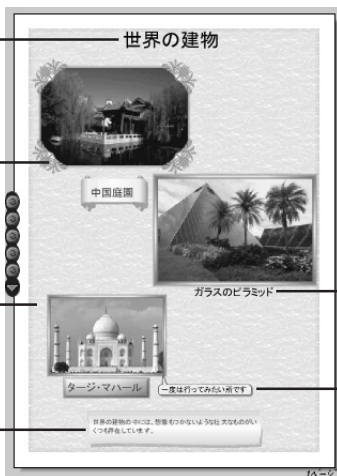 世界の建物
中国庭園
ガラスのピラミッド
タージ・マハール
一度は行ってみたい所です
世界の建物の中には、想像もつかないような壮大なものがい
くつも存在しています。